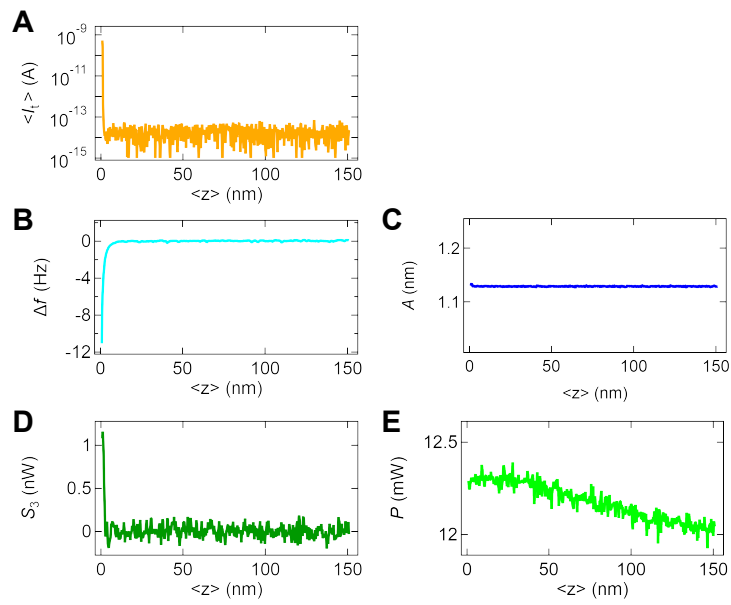 A
<I_t> (A)
10^-9
10^-11
10^-13
10^-15
0 50 100 150
<z> (nm)
B
Δf (Hz)
0
-4
-8
-12
0 50 100 150
<z> (nm)
C
A (nm)
1.2
1.1
0 50 100 150
<z> (nm)
D
S_3 (nW)
1
0.5
0
0 50 100 150
<z> (nm)
E
P (mW)
12.5
12
0 50 100 150
<z> (nm)